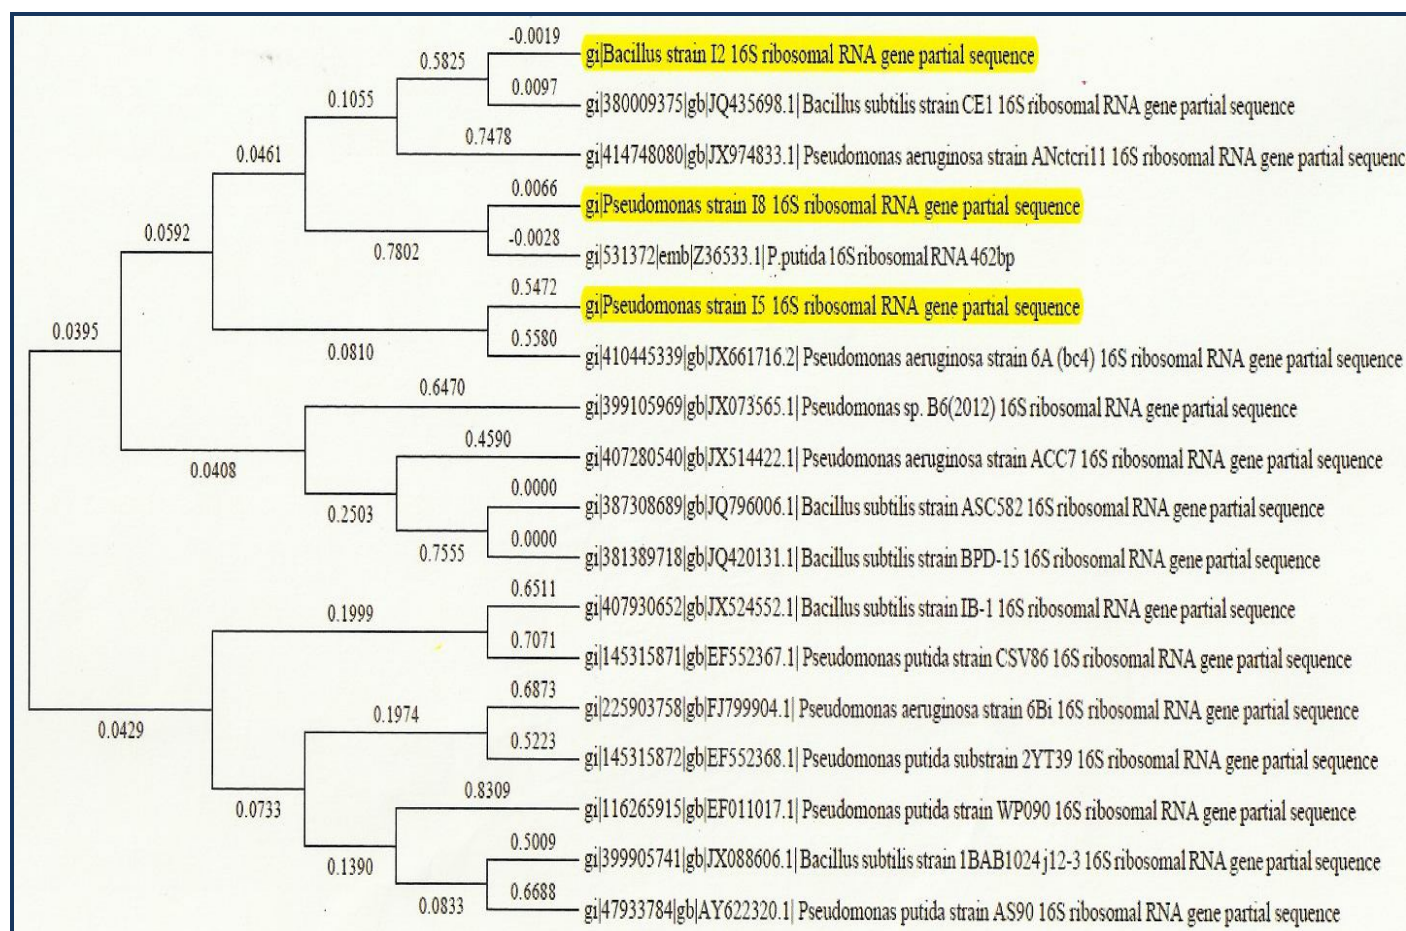 -0.0019
0.5825
gi|Bacillus strain I2 16S ribosomal RNA gene partial sequence
0.0097
0.1055
gi|380009375|gb|JQ435698.1| Bacillus subtilis strain CE1 16S ribosomal RNA gene partial sequence
0.7478
0.0461
gi|414748080|gb|JX974833.1| Pseudomonas aeruginosa strain ANctcri11 16S ribosomal RNA gene partial sequenc
0.0066
gi|Pseudomonas strain I8 16S ribosomal RNA gene partial sequence
0.0592
-0.0028
0.7802
gi|531372|emb|Z36533.1| P.putida 16S ribosomal RNA 462bp
0.5472
gi|Pseudomonas strain I5 16S ribosomal RNA gene partial sequence
0.0395
0.5580
0.0810
gi|410445339|gb|JX661716.2| Pseudomonas aeruginosa strain 6A (bc4) 16S ribosomal RNA gene partial sequence
0.6470
gi|399105969|gb|JX073565.1| Pseudomonas sp. B6(2012) 16S ribosomal RNA gene partial sequence
0.4590
gi|407280540|gb|JX514422.1| Pseudomonas aeruginosa strain ACC7 16S ribosomal RNA gene partial sequence
0.0408
0.0000
gi|387308689|gb|JQ796006.1| Bacillus subtilis strain ASC582 16S ribosomal RNA gene partial sequence
0.2503
0.0000
0.7555
gi|381389718|gb|JQ420131.1| Bacillus subtilis strain BPD-15 16S ribosomal RNA gene partial sequence
0.6511
0.1999
gi|407930652|gb|JX524552.1| Bacillus subtilis strain IB-1 16S ribosomal RNA gene partial sequence
0.7071
gi|145315871|gb|EF552367.1| Pseudomonas putida strain CSV86 16S ribosomal RNA gene partial sequence
0.6873
0.1974
gi|225903758|gb|FJ799904.1| Pseudomonas aeruginosa strain 6Bi 16S ribosomal RNA gene partial sequence
0.0429
0.5223
gi|145315872|gb|EF552368.1| Pseudomonas putida substrain 2YT39 16S ribosomal RNA gene partial sequence
0.8309
0.0733
gi|116265915|gb|EF011017.1| Pseudomonas putida strain WP090 16S ribosomal RNA gene partial sequence
0.5009
0.1390
gi|399905741|gb|JX088606.1| Bacillus subtilis strain 1BAB1024 j12-3 16S ribosomal RNA gene partial sequence
0.6688
0.0833
gi|47933784|gb|AY622320.1| Pseudomonas putida strain AS90 16S ribosomal RNA gene partial sequence